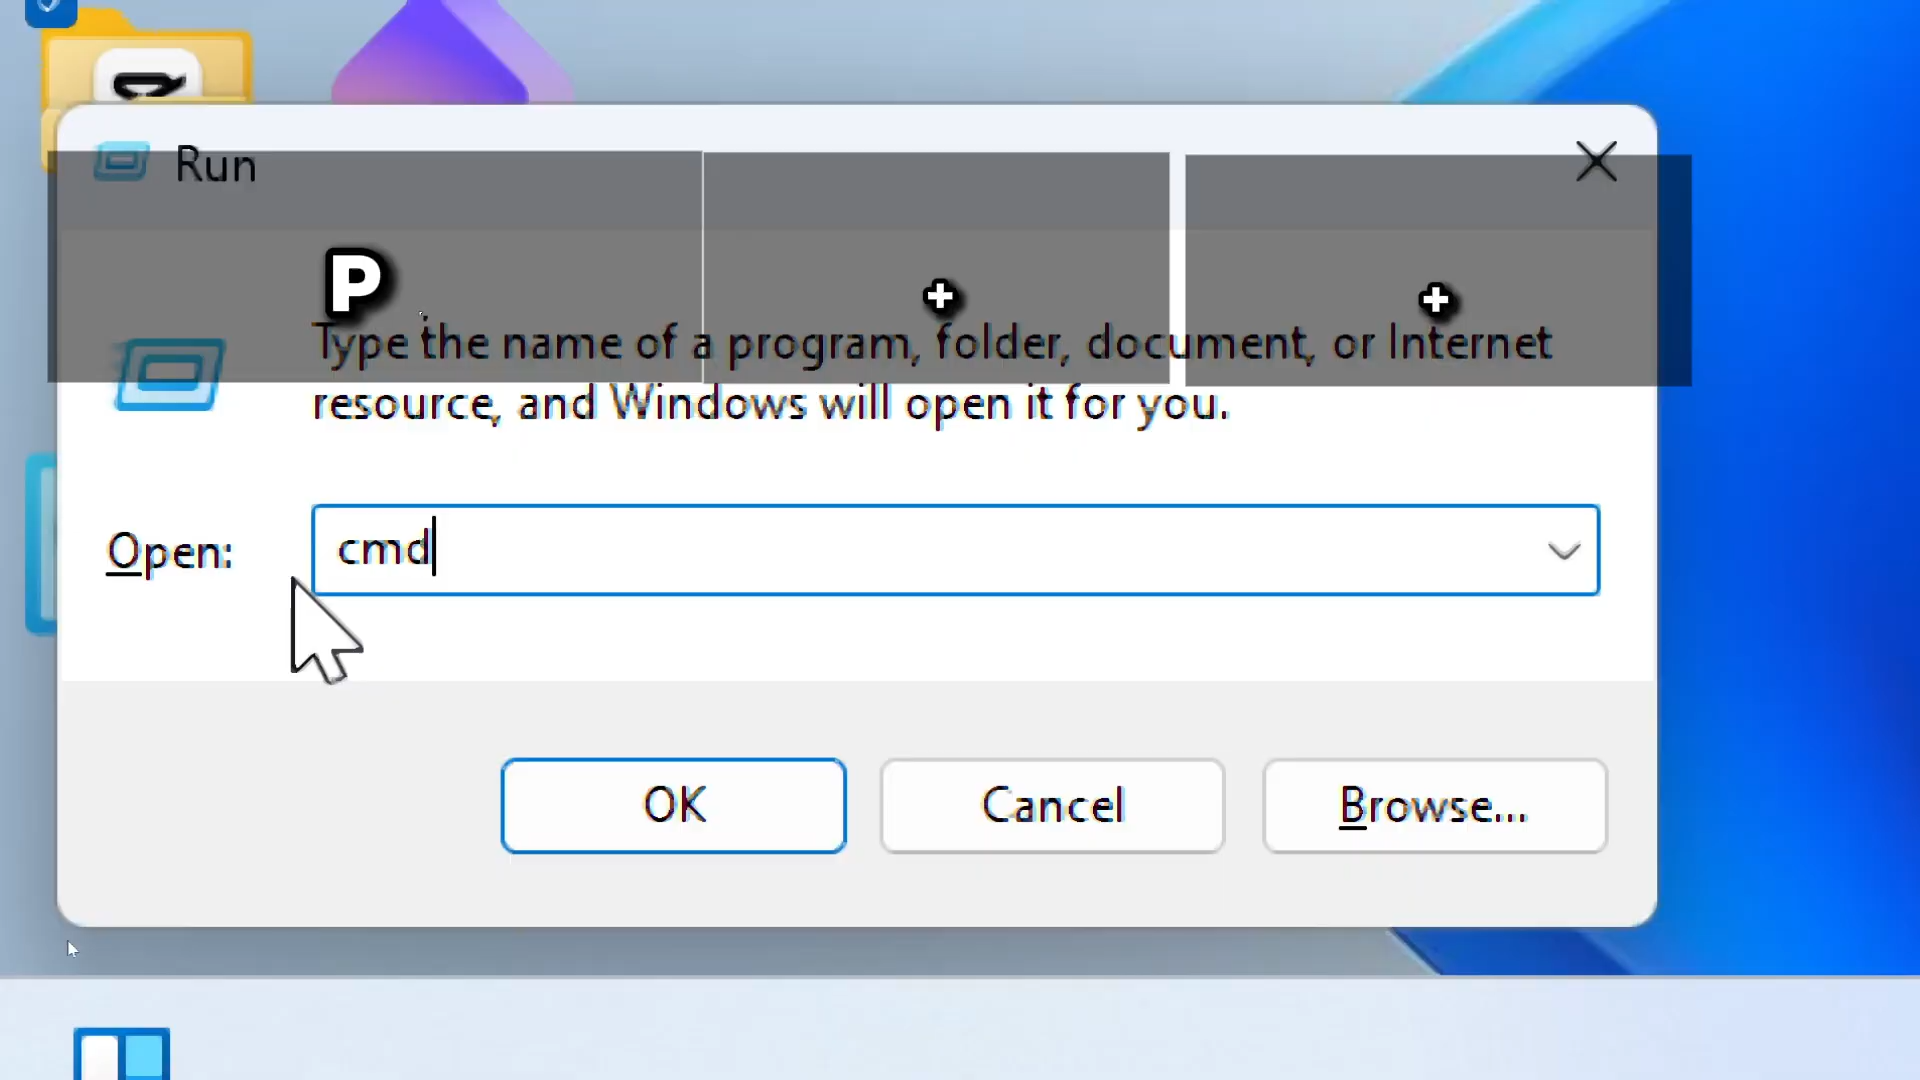 Run
P + +
Type the name of a program, folder, document, or Internet
resource, and Windows will open it for you.
Open: cmd
OK Cancel Browse...